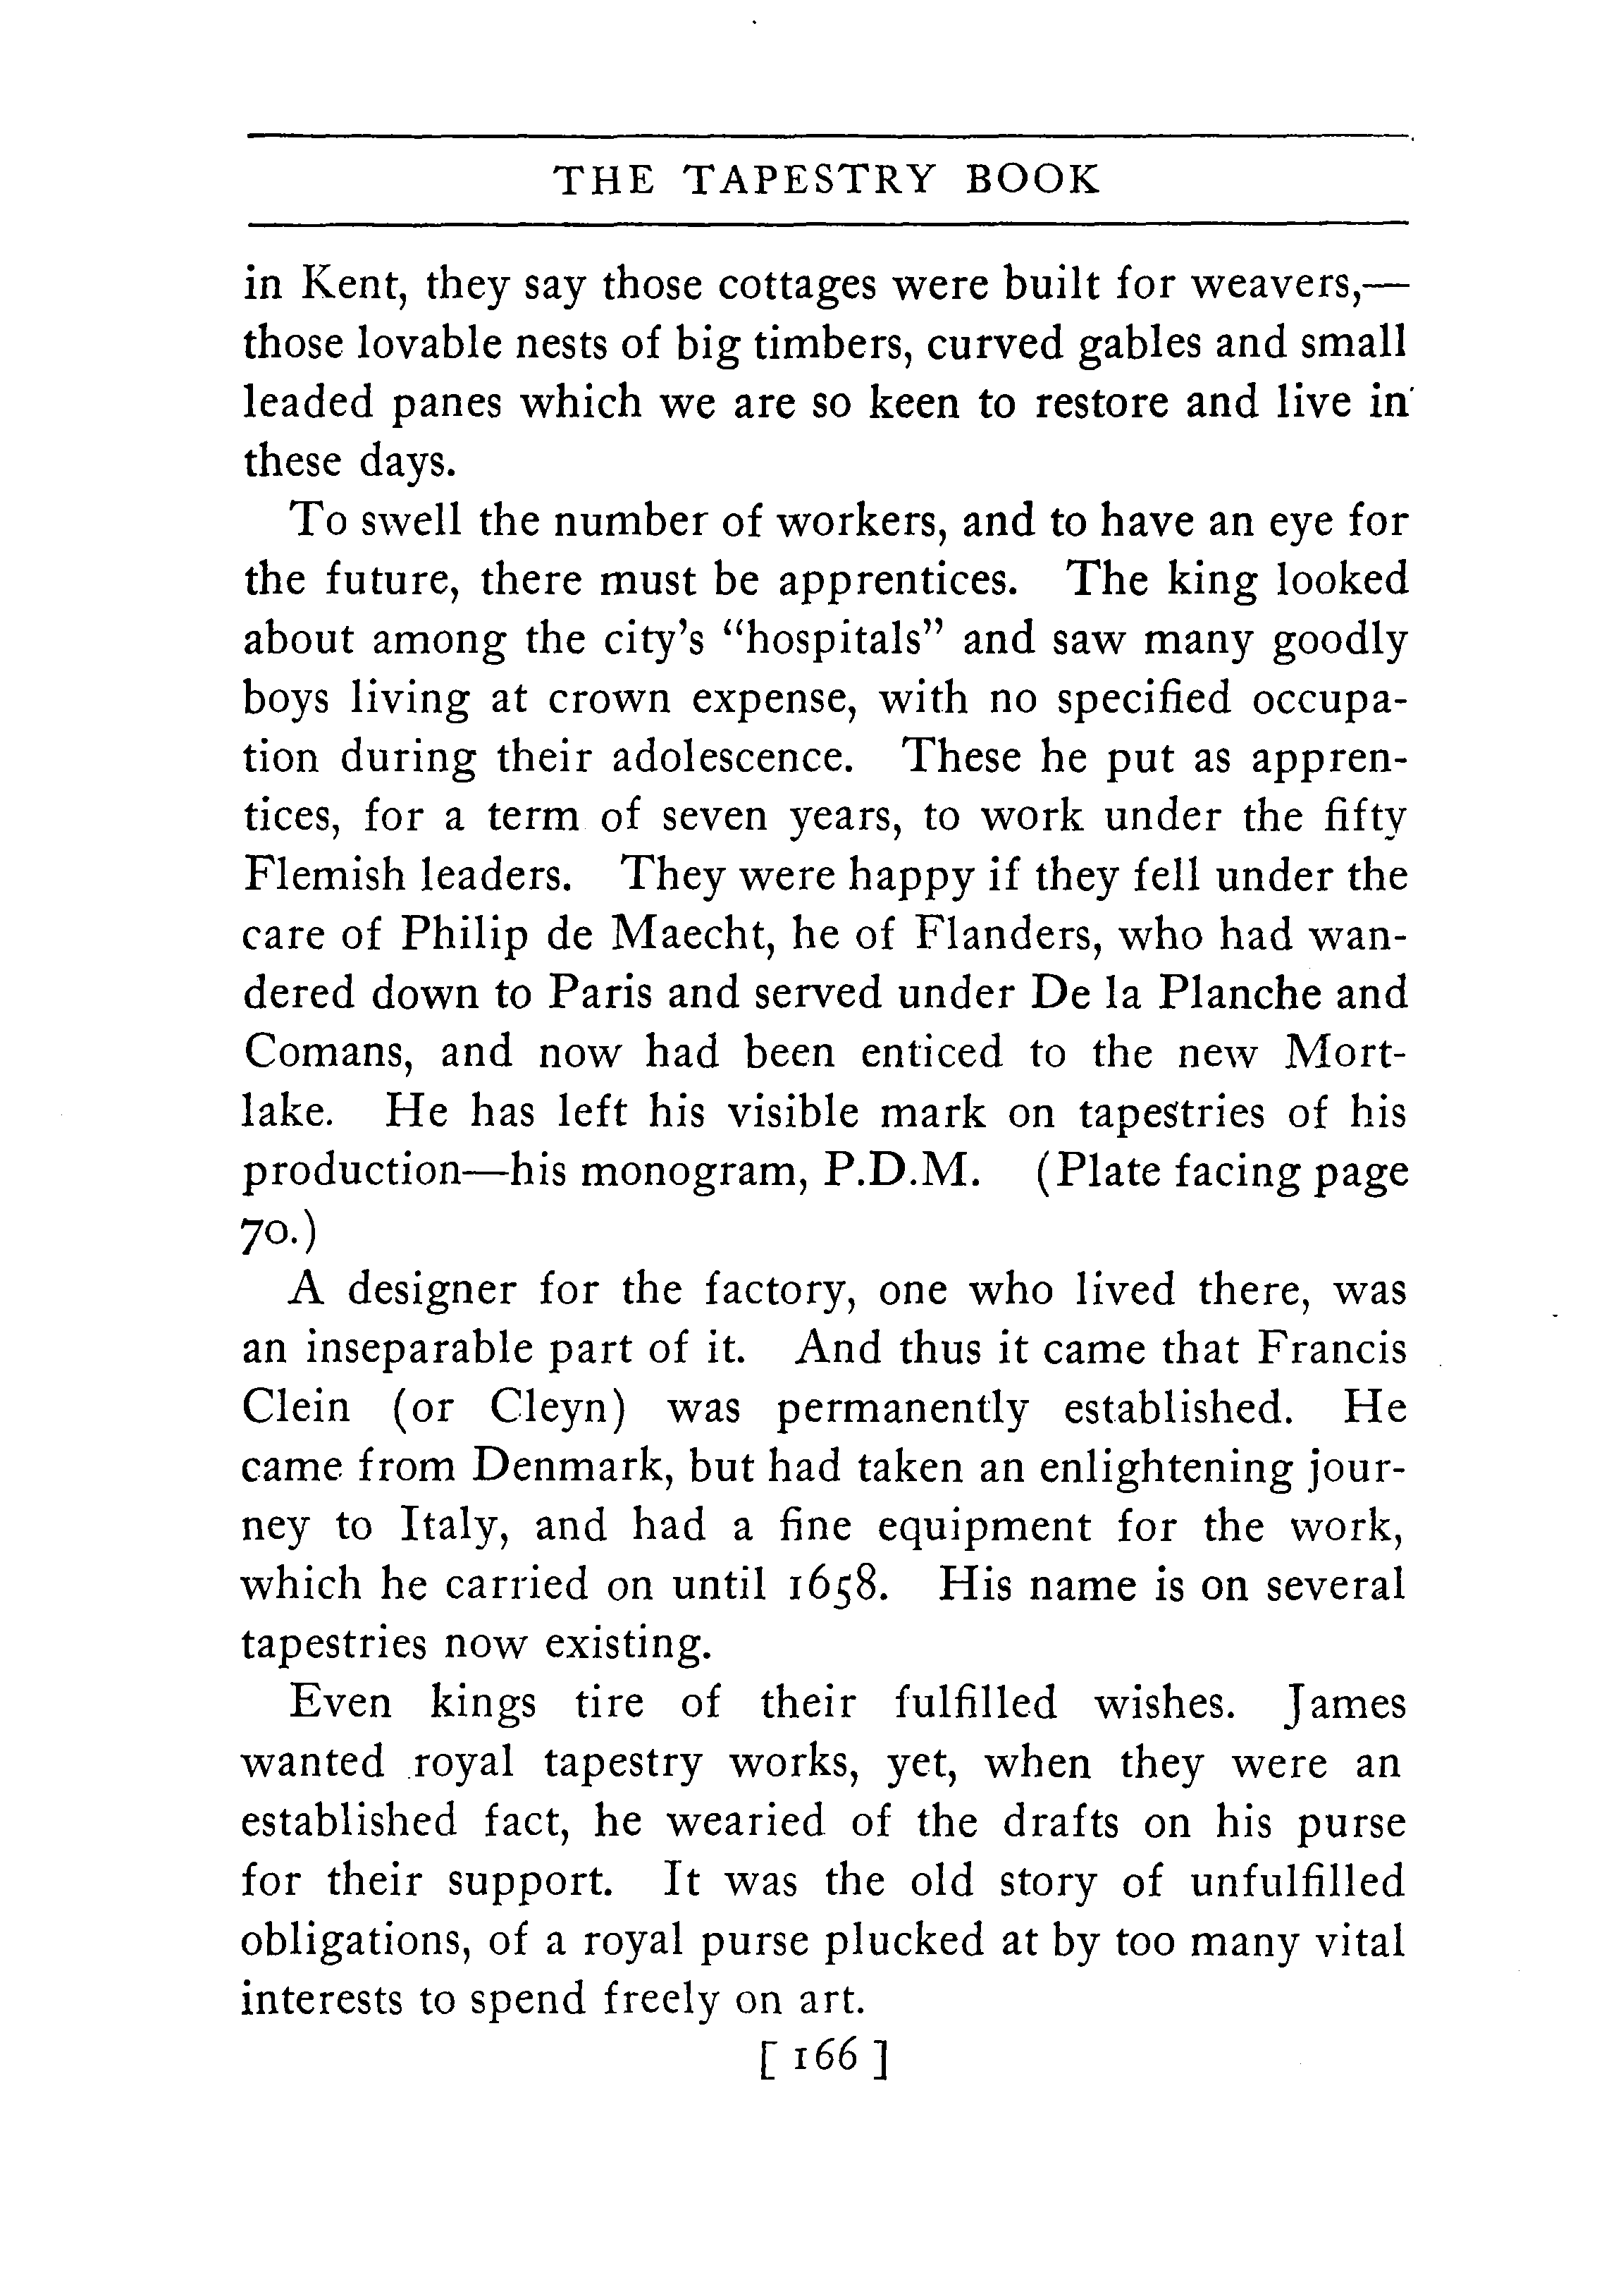 THE TAPESTRY BOOK
in Kent, they say those cottages were built for weavers,—
those lovable nests of big timbers, curved gables and small
leaded panes which we are so keen to restore and live in
these days.
To swell the number of workers, and to have an eye for
the future, there must be apprentices. The king looked
about among the city's "hospitals" and saw many goodly
boys living at crown expense, with no specified occupa-
tion during their adolescence. These he put as appren-
tices, for a term of seven years, to work under the fifty
Flemish leaders. They were happy if they fell under the
care of Philip de Maecht, he of Flanders, who had wan-
dered down to Paris and served under De la Planche and
Comans, and now had been enticed to the new Mort-
lake. He has left his visible mark on tapestries of his
production—his monogram, P.D.M. (Plate facing page
70.)
A designer for the factory, one who lived there, was
an inseparable part of it. And thus it came that Francis
Clein (or Cleyn) was permanently established. He
came from Denmark, but had taken an enlightening jour-
ney to Italy, and had a fine equipment for the work,
which he carried on until 1658. His name is on several
tapestries now existing.
Even kings tire of their fulfilled wishes. James
wanted royal tapestry works, yet, when they were an
established fact, he wearied of the drafts on his purse
for their support. It was the old story of unfulfilled
obligations, of a royal purse plucked at by too many vital
interests to spend freely on art.
[ 166 ]